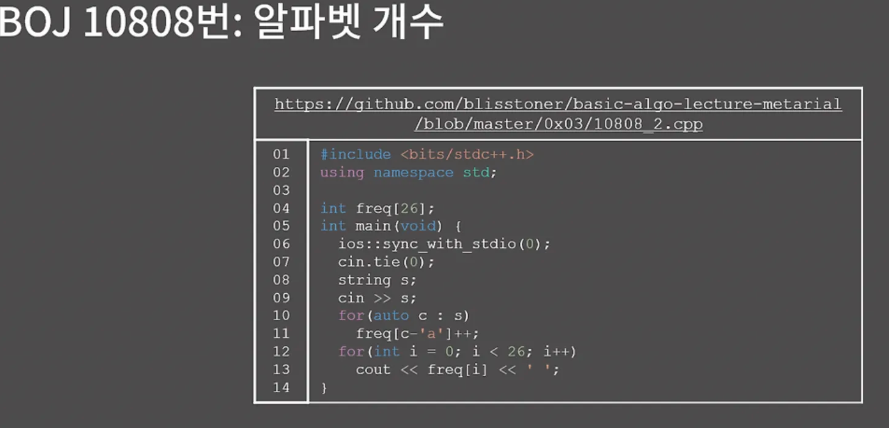 BOJ 10808번: 알파벳 개수
https://github.com/blisstoner/basic-algo-lecture-metarial
/blob/master/0x03/10808_2.cpp
01 #include <bits/stdc++.h>
02 using namespace std;
03
04 int freq[26];
05 int main(void) {
06   ios::sync_with_stdio(0);
07   cin.tie(0);
08   string s;
09   cin >> s;
10   for(auto c : s)
11     freq[c-'a']++;
12   for(int i = 0; i < 26; i++)
13     cout << freq[i] << ' ';
14 }